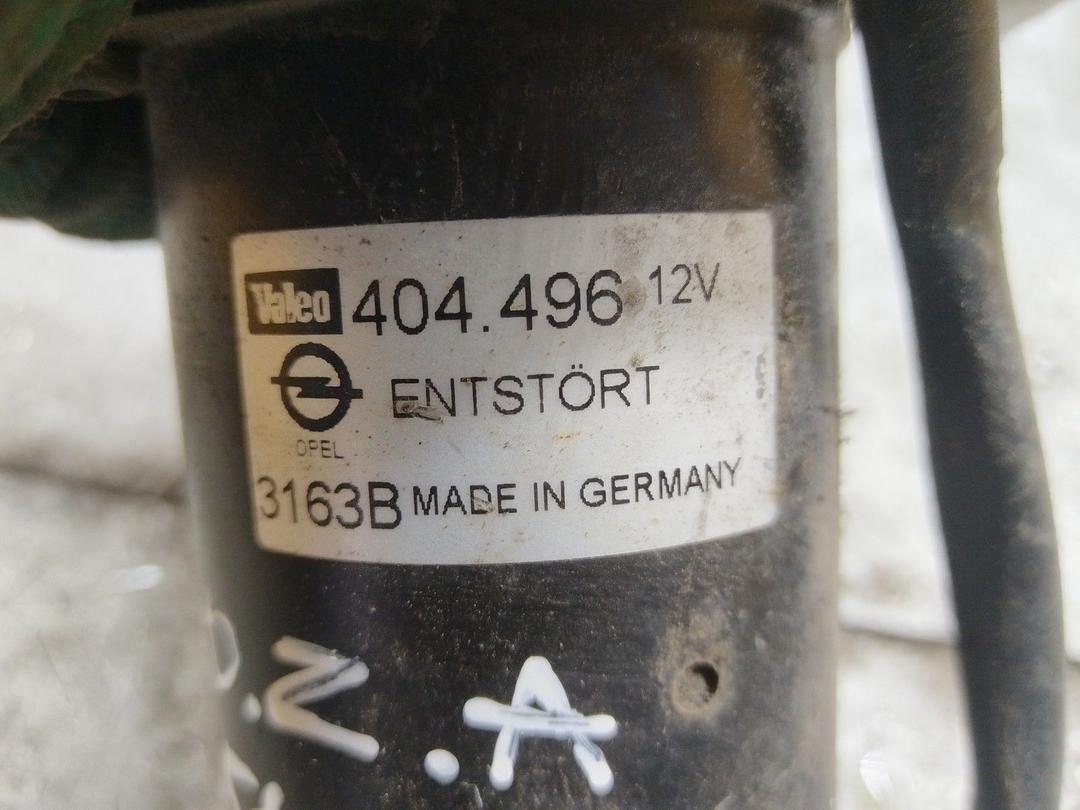 Valeo 404.496 12V
ENTSTÖRT
OPEL
3163B MADE IN GERMANY
.A